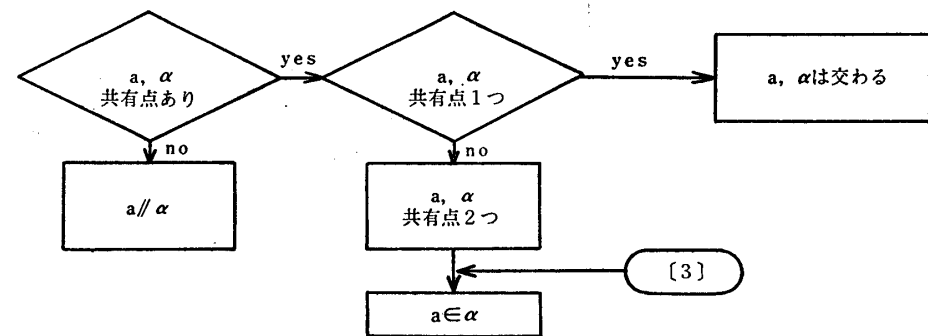 a, α
共有点あり
yes
a, α
共有点1つ
yes
a, αは交わる
no
no
a∥α
a, α
共有点2つ
〔3〕
a∈α